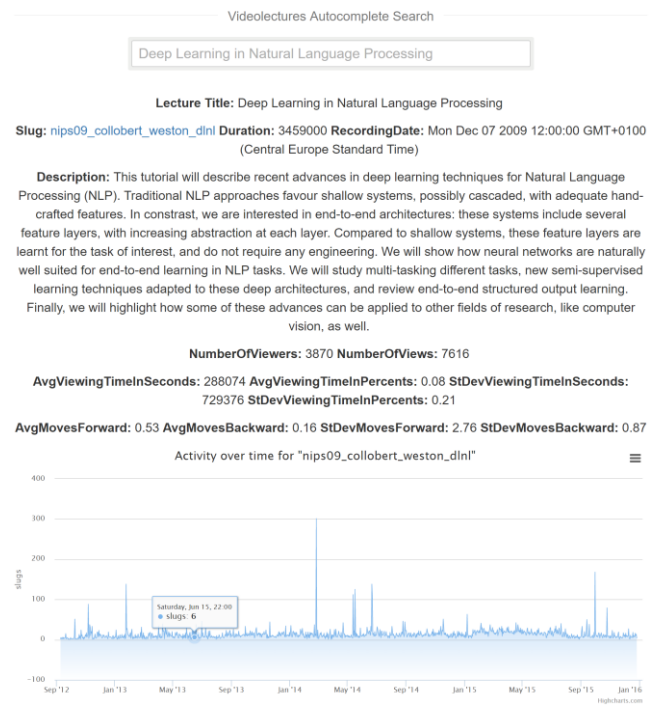 Videolectures Autocomplete Search
Deep Learning in Natural Language Processing
Lecture Title: Deep Learning in Natural Language Processing
Slug: nips09_collobert_weston_dlnl Duration: 3459000 RecordingDate: Mon Dec 07 2009 12:00:00 GMT+0100
(Central Europe Standard Time)
Description: This tutorial will describe recent advances in deep learning techniques for Natural Language
Processing (NLP). Traditional NLP approaches favour shallow systems, possibly cascaded, with adequate hand-
crafted features. In constrast, we are interested in end-to-end architectures: these systems include several
feature layers, with increasing abstraction at each layer. Compared to shallow systems, these feature layers are
learnt for the task of interest, and do not require any engineering. We will show how neural networks are naturally
well suited for end-to-end learning in NLP tasks. We will study multi-tasking different tasks, new semi-supervised
learning techniques adapted to these deep architectures, and review end-to-end structured output learning.
Finally, we will highlight how some of these advances can be applied to other fields of research, like computer
vision, as well.
NumberOfViewers: 3870 NumberOfViews: 7616
AvgViewingTimeInSeconds: 288074 AvgViewingTimeInPercents: 0.08 StDevViewingTimeInSeconds:
729376 StDevViewingTimeInPercents: 0.21
AvgMovesForward: 0.53 AvgMovesBackward: 0.16 StDevMovesForward: 2.76 StDevMovesBackward: 0.87
Activity over time for "nips09_collobert_weston_dlnl"
400
300
200
100
0
-100
slugs
Saturday, Jun 15, 22:00
slugs: 6
Sep '12 Jan '13 May '13 Sep '13 Jan '14 May '14 Sep '14 Jan '15 May '15 Sep '15 Jan '16
Highcharts.com